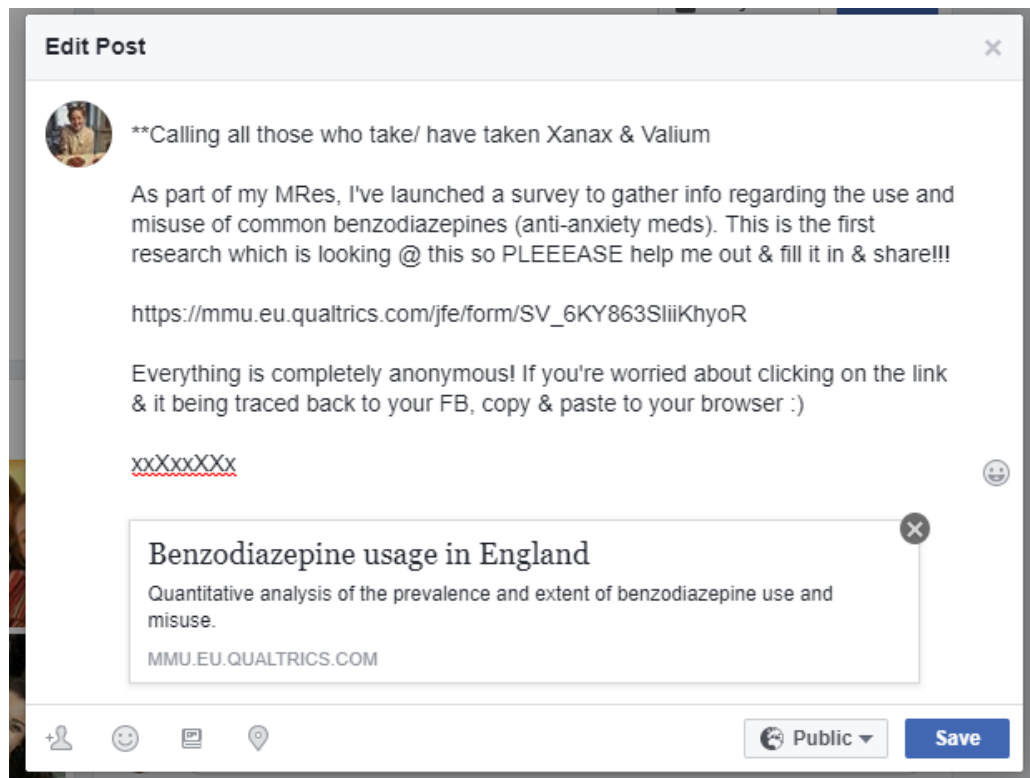 Edit Post
**Calling all those who take/ have taken Xanax & Valium
As part of my MRes, I've launched a survey to gather info regarding the use and
misuse of common benzodiazepines (anti-anxiety meds). This is the first
research which is looking @ this so PLEEEASE help me out & fill it in & share!!!
https://mmu.eu.qualtrics.com/jfe/form/SV_6KY863SliiKhyoR
Everything is completely anonymous! If you're worried about clicking on the link
& it being traced back to your FB, copy & paste to your browser :)
xxXxxXXx
Benzodiazepine usage in England
Quantitative analysis of the prevalence and extent of benzodiazepine use and
misuse.
MMU.EU.QUALTRICS.COM
Public
Save